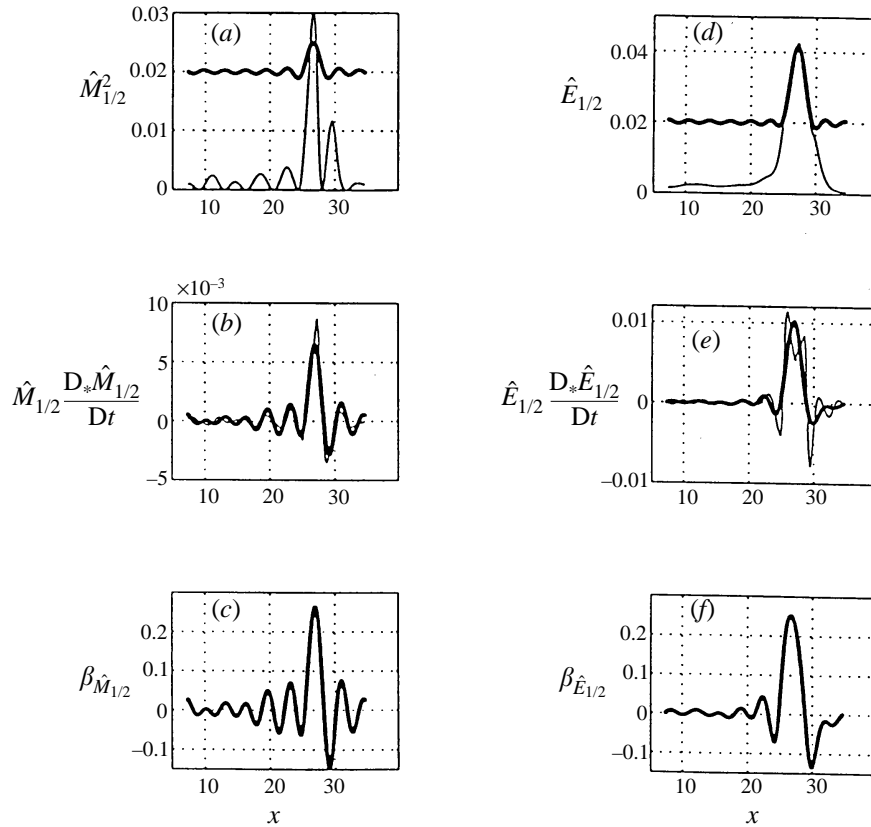 (a)
0.03
0.02
0.01
0
10 20 30
M̂²₁/₂
(d)
0.04
0.02
0
10 20 30
Ê₁/₂
×10⁻³
(b)
10
5
0
−5
10 20 30
M̂₁/₂ D*M̂₁/₂/Dt
(e)
0.01
0
−0.01
10 20 30
Ê₁/₂ D*Ê₁/₂/Dt
(c)
0.2
0.1
0
−0.1
10 20 30
β_M̂₁/₂
x
(f)
0.2
0.1
0
−0.1
10 20 30
β_Ê₁/₂
x